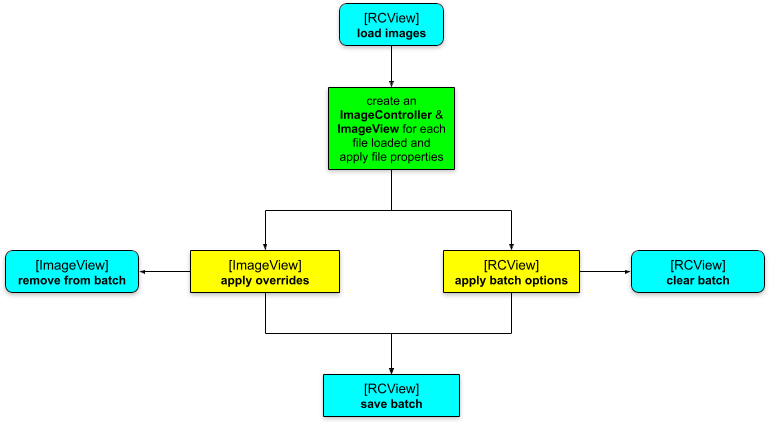 [RCView]
load images
create an
ImageController &
ImageView for each
file loaded and
apply file properties
[ImageView]
remove from batch
[ImageView]
apply overrides
[RCView]
apply batch options
[RCView]
clear batch
[RCView]
save batch